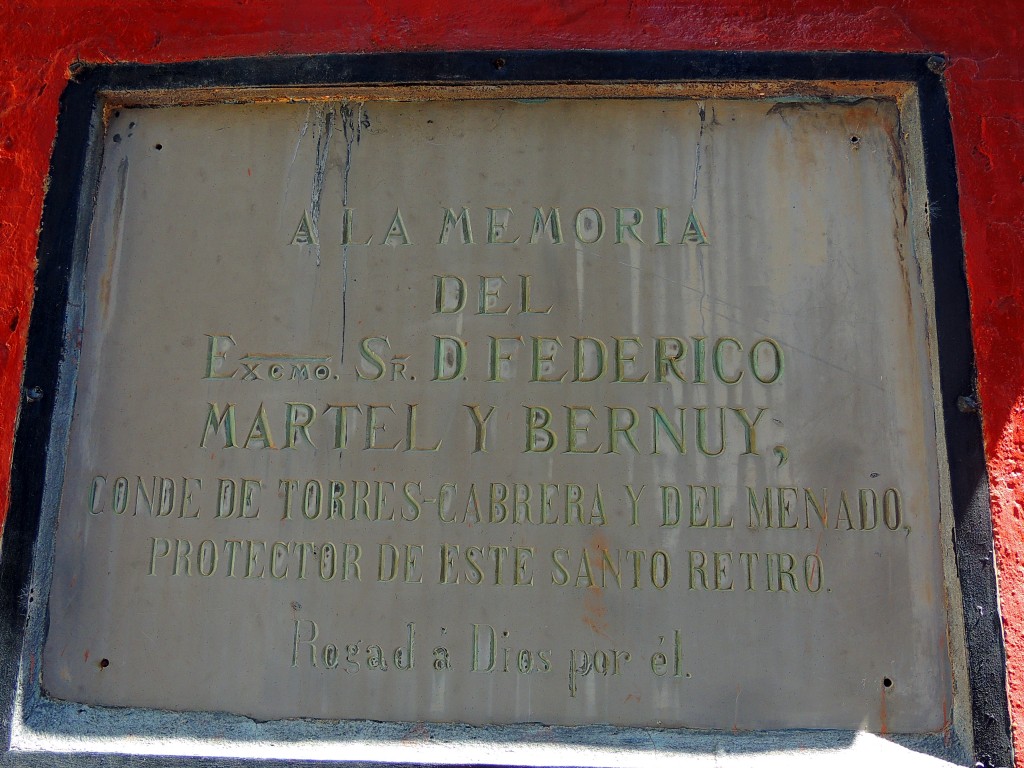 A LA MEMORIA
DEL
EXCMO. SR. D. FEDERICO
MARTEL Y BERNUY;
CONDE DE TORRES-CABRERA Y DEL MENADO,
PROTECTOR DE ESTE SANTO RETIRO.
Rogad á Dios por él.